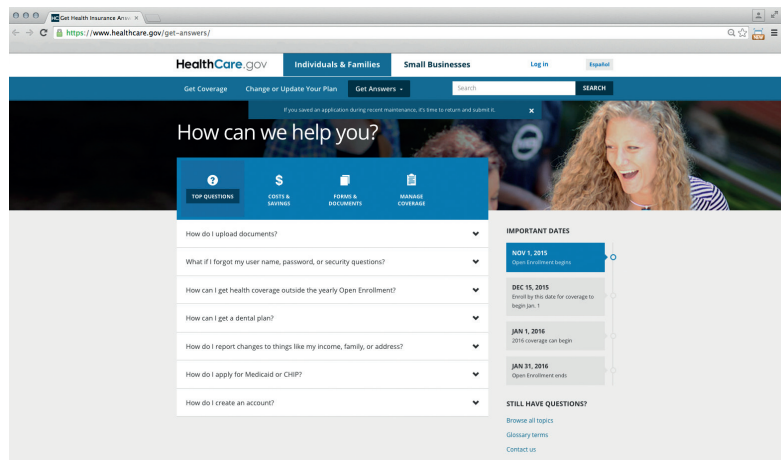 Get Health Insurance Answ
https://www.healthcare.gov/get-answers/
HealthCare.gov
Individuals & Families
Small Businesses
Log in
Español
Get Coverage
Change or Update Your Plan
Get Answers
Search
SEARCH
If you saved an application during recent maintenance, it's time to return and submit it.
How can we help you?
TOP QUESTIONS
COSTS &
SAVINGS
FORMS &
DOCUMENTS
MANAGE
COVERAGE
How do I upload documents?
What if I forgot my user name, password, or security questions?
How can I get health coverage outside the yearly Open Enrollment?
How can I get a dental plan?
How do I report changes to things like my income, family, or address?
How do I apply for Medicaid or CHIP?
How do I create an account?
IMPORTANT DATES
NOV 1, 2015
Open Enrollment begins
DEC 15, 2015
Enroll by this date for coverage to
begin Jan. 1
JAN 1, 2016
2016 coverage can begin
JAN 31, 2016
Open Enrollment ends
STILL HAVE QUESTIONS?
Browse all topics
Glossary terms
Contact us